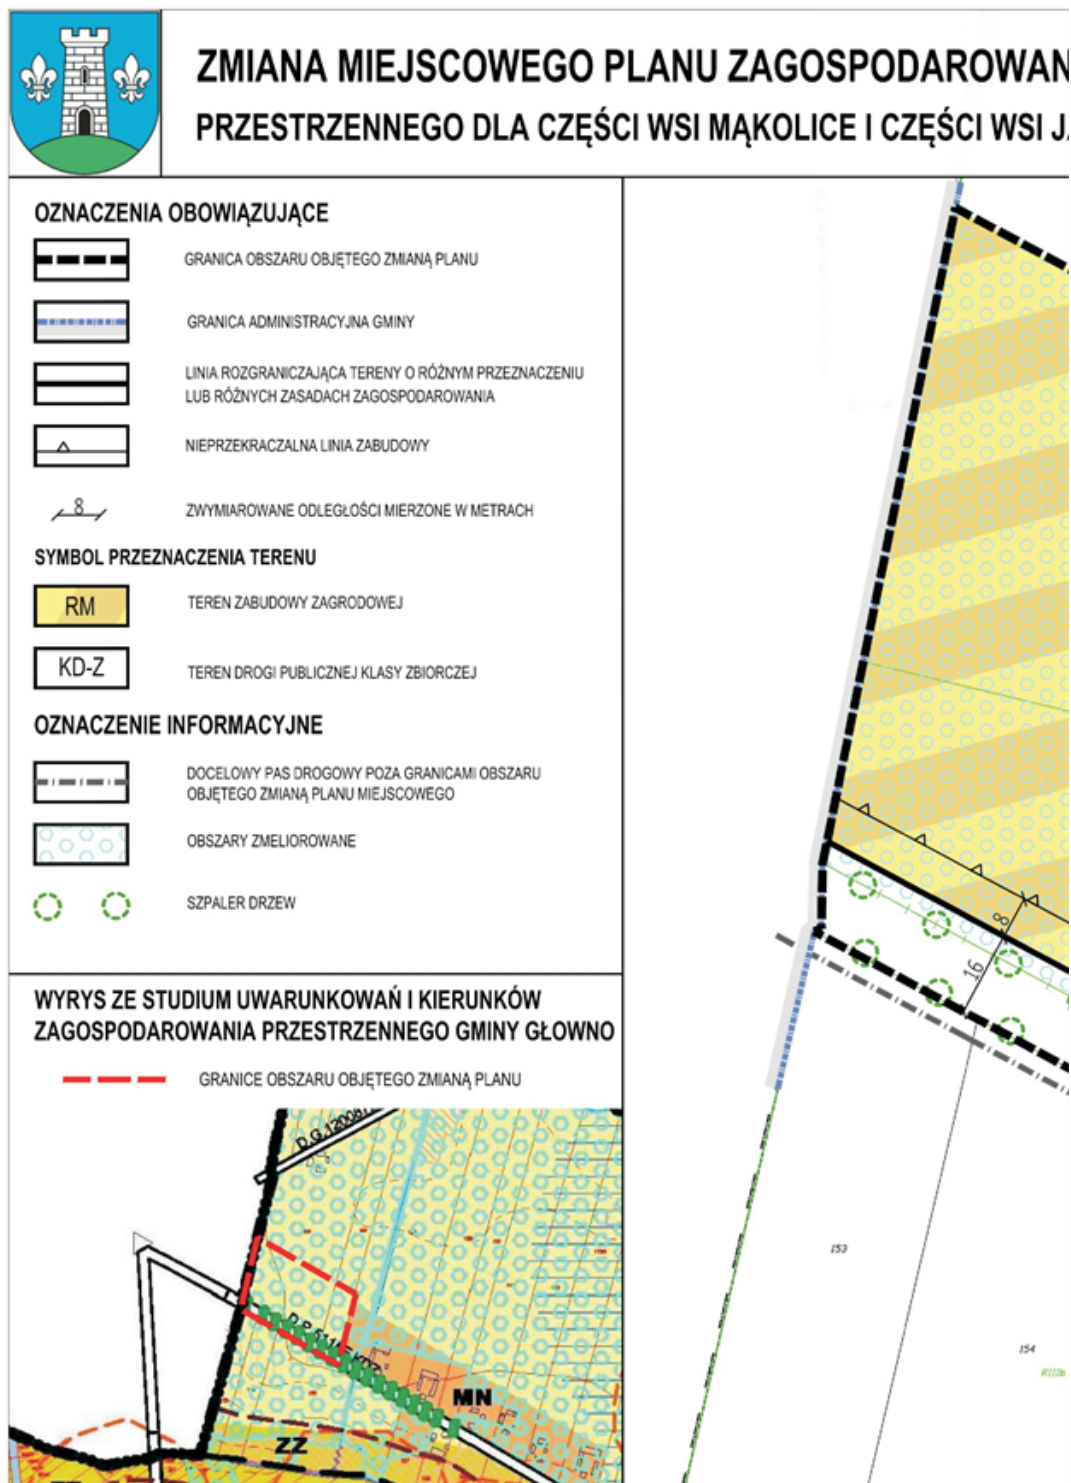 ZMIANA MIEJSCOWEGO PLANU ZAGOSPODAROWAN
PRZESTRZENNEGO DLA CZĘŚCI WSI MĄKOLICE I CZĘŚCI WSI J
OZNACZENIA OBOWIĄZUJĄCE
GRANICA OBSZARU OBJĘTEGO ZMIANĄ PLANU
GRANICA ADMINISTRACYJNA GMINY
LINIA ROZGRANICZAJĄCA TERENY O RÓŻNYM PRZEZNACZENIU
LUB RÓŻNYCH ZASADACH ZAGOSPODAROWANIA
NIEPRZEKRACZALNA LINIA ZABUDOWY
8
ZWYMIAROWANE ODLEGŁOŚCI MIERZONE W METRACH
SYMBOL PRZEZNACZENIA TERENU
RM
TEREN ZABUDOWY ZAGRODOWEJ
KD-Z
TEREN DROGI PUBLICZNEJ KLASY ZBIORCZEJ
OZNACZENIE INFORMACYJNE
DOCELOWY PAS DROGOWY POZA GRANICAMI OBSZARU
OBJĘTEGO ZMIANĄ PLANU MIEJSCOWEGO
OBSZARY ZMELIOROWANE
SZPALER DRZEW
WYRYS ZE STUDIUM UWARUNKOWAŃ I KIERUNKÓW
ZAGOSPODAROWANIA PRZESTRZENNEGO GMINY GŁOWNO
GRANICE OBSZARU OBJĘTEGO ZMIANĄ PLANU
MN
ZZ
8
16
153
154